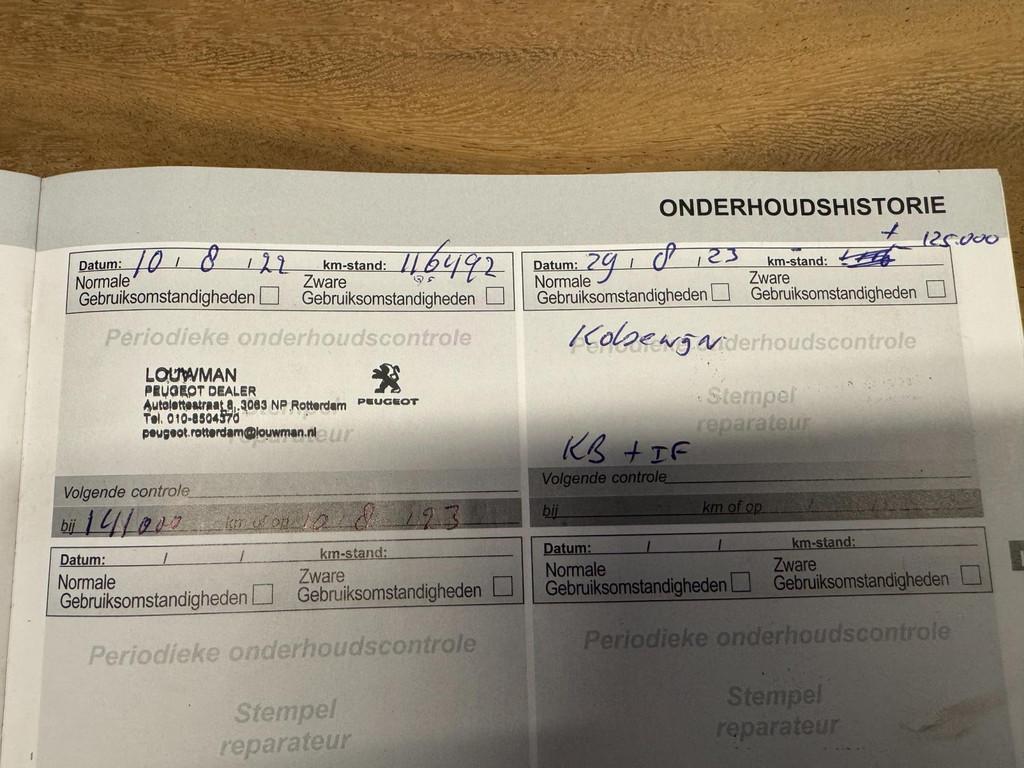 ONDERHOUDSHISTORIE
Datum: 10 / 8 / 22 km-stand: 116492
Normale Gebruiksomstandigheden
Zware Gebruiksomstandigheden
Periodieke onderhoudscontrole
LOUWMAN
PEUGEOT DEALER
Autolettestraat 8, 3063 NP Rotterdam
Tel. 010-8504370
peugeot.rotterdam@louwman.nl
PEUGEOT
Volgende controle
bij 141000 km of op 10 / 8 / 23
± 125.000
Datum: 29 / 8 / 23 km-stand:
Normale Gebruiksomstandigheden
Zware Gebruiksomstandigheden
Periodieke onderhoudscontrole
Stempel
reparateur
KB + IF
Volgende controle
bij km of op /
Datum: / / km-stand:
Normale Gebruiksomstandigheden
Zware Gebruiksomstandigheden
Periodieke onderhoudscontrole
Stempel
reparateur
Datum: / / km-stand:
Normale Gebruiksomstandigheden
Zware Gebruiksomstandigheden
Periodieke onderhoudscontrole
Stempel
reparateur